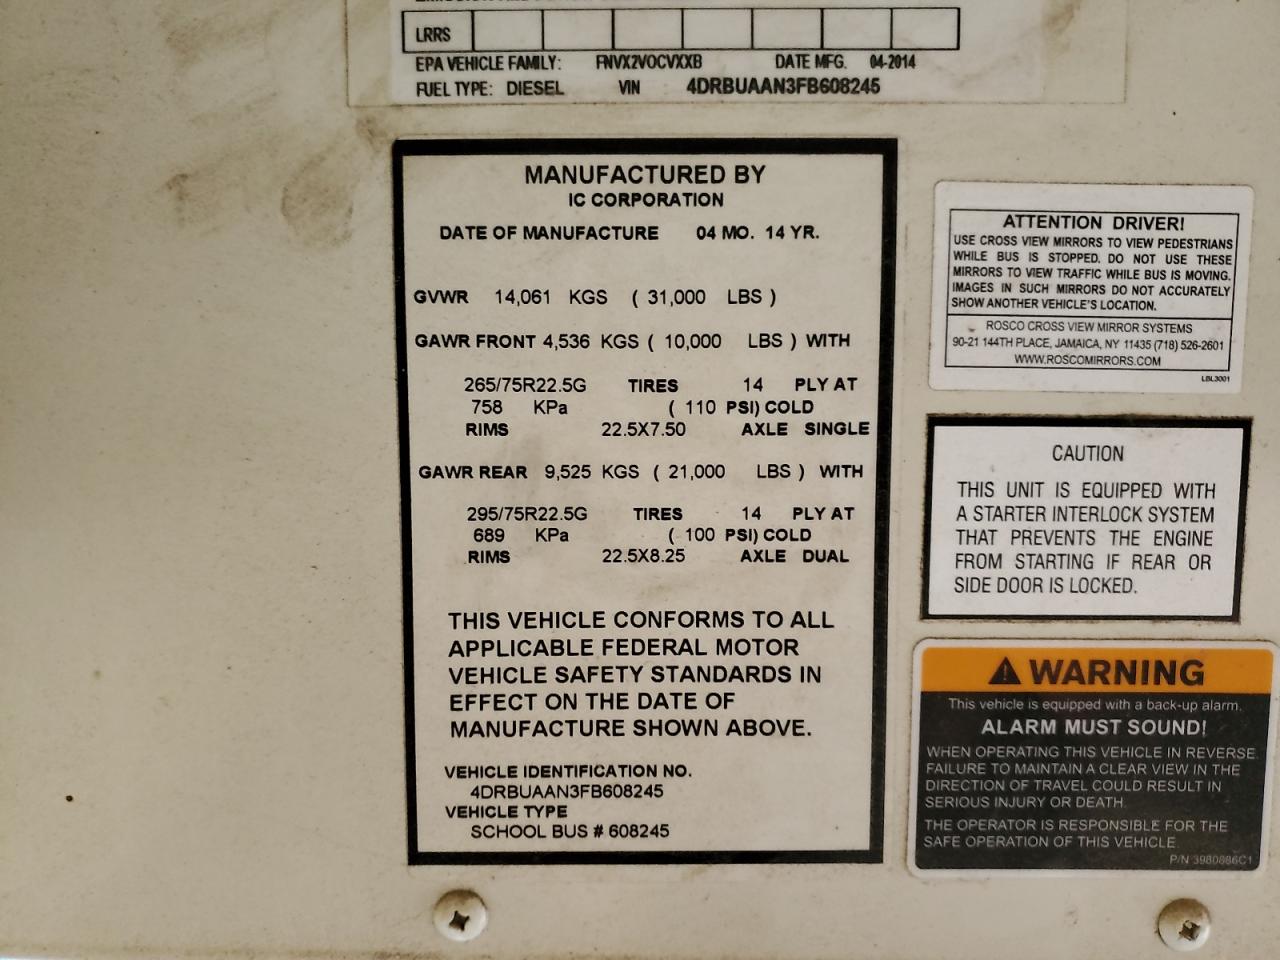 LRRS
EPA VEHICLE FAMILY: FNVX2VOCVXXB DATE MFG. 04-2014
FUEL TYPE: DIESEL VIN 4DRBUAAN3FB608245
MANUFACTURED BY
IC CORPORATION
DATE OF MANUFACTURE 04 MO. 14 YR.
GVWR 14,061 KGS ( 31,000 LBS )
GAWR FRONT 4,536 KGS ( 10,000 LBS ) WITH
265/75R22.5G TIRES 14 PLY AT
758 KPa ( 110 PSI) COLD
RIMS 22.5X7.50 AXLE SINGLE
GAWR REAR 9,525 KGS ( 21,000 LBS ) WITH
295/75R22.5G TIRES 14 PLY AT
689 KPa ( 100 PSI) COLD
RIMS 22.5X8.25 AXLE DUAL
THIS VEHICLE CONFORMS TO ALL
APPLICABLE FEDERAL MOTOR
VEHICLE SAFETY STANDARDS IN
EFFECT ON THE DATE OF
MANUFACTURE SHOWN ABOVE.
VEHICLE IDENTIFICATION NO.
4DRBUAAN3FB608245
VEHICLE TYPE
SCHOOL BUS # 608245
ATTENTION DRIVER!
USE CROSS VIEW MIRRORS TO VIEW PEDESTRIANS
WHILE BUS IS STOPPED. DO NOT USE THESE
MIRRORS TO VIEW TRAFFIC WHILE BUS IS MOVING.
IMAGES IN SUCH MIRRORS DO NOT ACCURATELY
SHOW ANOTHER VEHICLE'S LOCATION.
ROSCO CROSS VIEW MIRROR SYSTEMS
90-21 144TH PLACE, JAMAICA, NY 11435 (718) 526-2601
WWW.ROSCOMIRRORS.COM
LBL3001
CAUTION
THIS UNIT IS EQUIPPED WITH
A STARTER INTERLOCK SYSTEM
THAT PREVENTS THE ENGINE
FROM STARTING IF REAR OR
SIDE DOOR IS LOCKED.
WARNING
This vehicle is equipped with a back-up alarm.
ALARM MUST SOUND!
WHEN OPERATING THIS VEHICLE IN REVERSE.
FAILURE TO MAINTAIN A CLEAR VIEW IN THE
DIRECTION OF TRAVEL COULD RESULT IN
SERIOUS INJURY OR DEATH.
THE OPERATOR IS RESPONSIBLE FOR THE
SAFE OPERATION OF THIS VEHICLE.
P/N 3980886C1